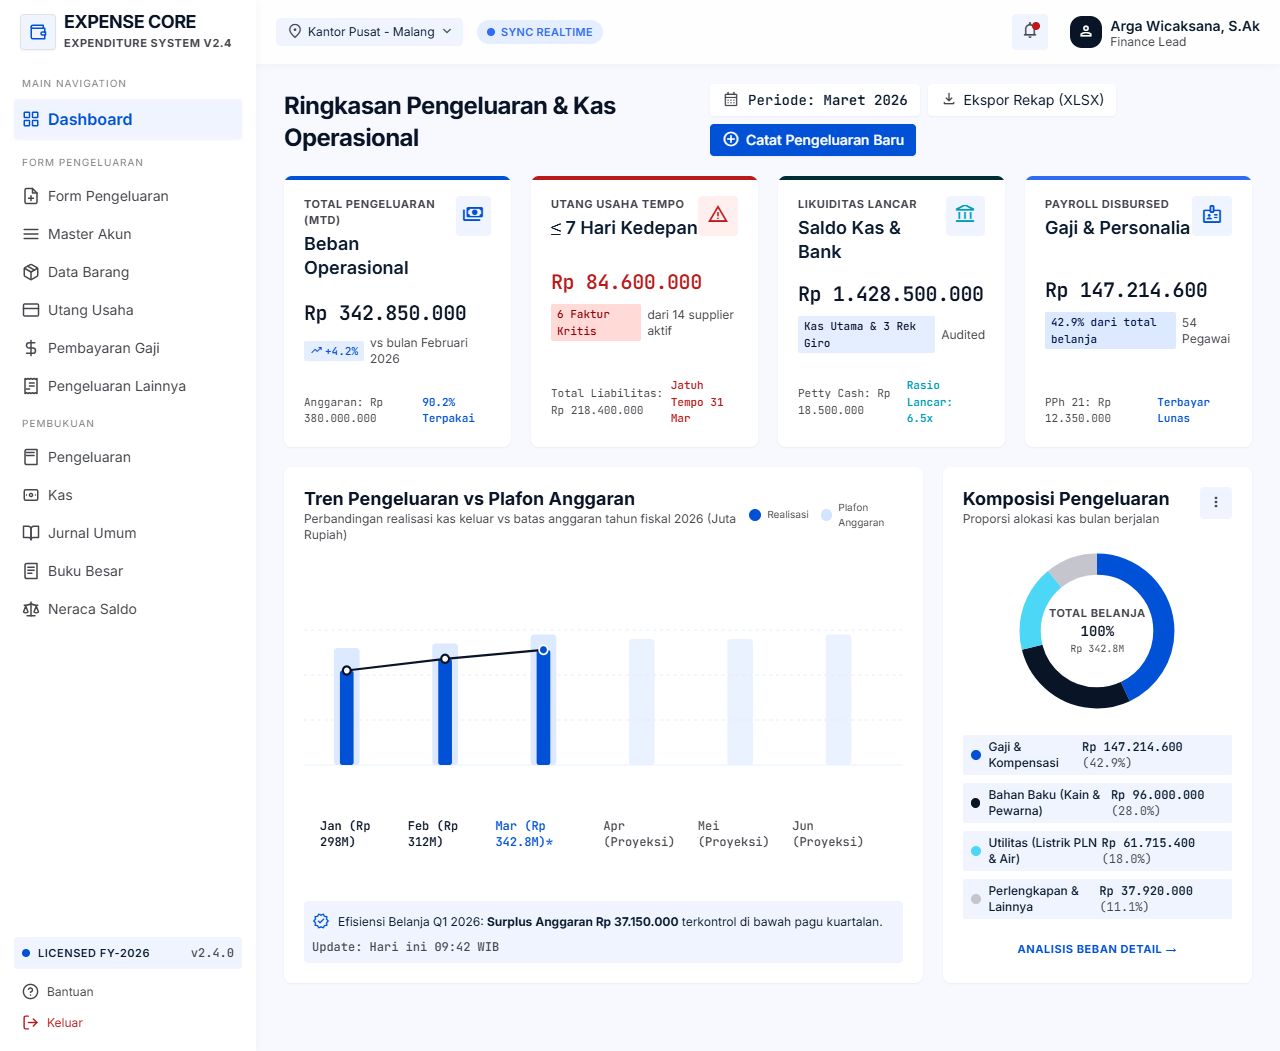 EXPENSE CORE
EXPENDITURE SYSTEM V2.4
MAIN NAVIGATION
Dashboard
FORM PENGELUARAN
Form Pengeluaran
Master Akun
Data Barang
Utang Usaha
Pembayaran Gaji
Pengeluaran Lainnya
PEMBUKUAN
Pengeluaran
Kas
Jurnal Umum
Buku Besar
Neraca Saldo
LICENSED FY-2026 v2.4.0
Bantuan
Keluar
Kantor Pusat - Malang
SYNC REALTIME
Arga Wicaksana, S.Ak
Finance Lead
Ringkasan Pengeluaran & Kas
Operasional
Periode: Maret 2026
Ekspor Rekap (XLSX)
Catat Pengeluaran Baru
TOTAL PENGELUARAN
(MTD)
Beban
Operasional
Rp 342.850.000
+4.2%
vs bulan Februari
2026
Anggaran: Rp
380.000.000
90.2%
Terpakai
UTANG USAHA TEMPO
≤ 7 Hari Kedepan
Rp 84.600.000
6 Faktur
Kritis
dari 14 supplier
aktif
Total Liabilitas:
Rp 218.400.000
Jatuh
Tempo 31
Mar
LIKUIDITAS LANCAR
Saldo Kas &
Bank
Rp 1.428.500.000
Kas Utama & 3 Rek
Giro
Audited
Petty Cash: Rp
18.500.000
Rasio
Lancar:
6.5x
PAYROLL DISBURSED
Gaji & Personalia
Rp 147.214.600
42.9% dari total
belanja
54
Pegawai
PPh 21: Rp
12.350.000
Terbayar
Lunas
Tren Pengeluaran vs Plafon Anggaran
Perbandingan realisasi kas keluar vs batas anggaran tahun fiskal 2026 (Juta
Rupiah)
Realisasi
Plafon
Anggaran
Jan (Rp
298M)
Feb (Rp
312M)
Mar (Rp
342.8M)*
Apr
(Proyeksi)
Mei
(Proyeksi)
Jun
(Proyeksi)
Efisiensi Belanja Q1 2026: Surplus Anggaran Rp 37.150.000 terkontrol di bawah pagu kuartalan.
Update: Hari ini 09:42 WIB
Komposisi Pengeluaran
Proporsi alokasi kas bulan berjalan
TOTAL BELANJA
100%
Rp 342.8M
Gaji &
Kompensasi
Rp 147.214.600
(42.9%)
Bahan Baku (Kain &
Pewarna)
Rp 96.000.000
(28.0%)
Utilitas (Listrik PLN
& Air)
Rp 61.715.400
(18.0%)
Perlengkapan &
Lainnya
Rp 37.920.000
(11.1%)
ANALISIS BEBAN DETAIL →